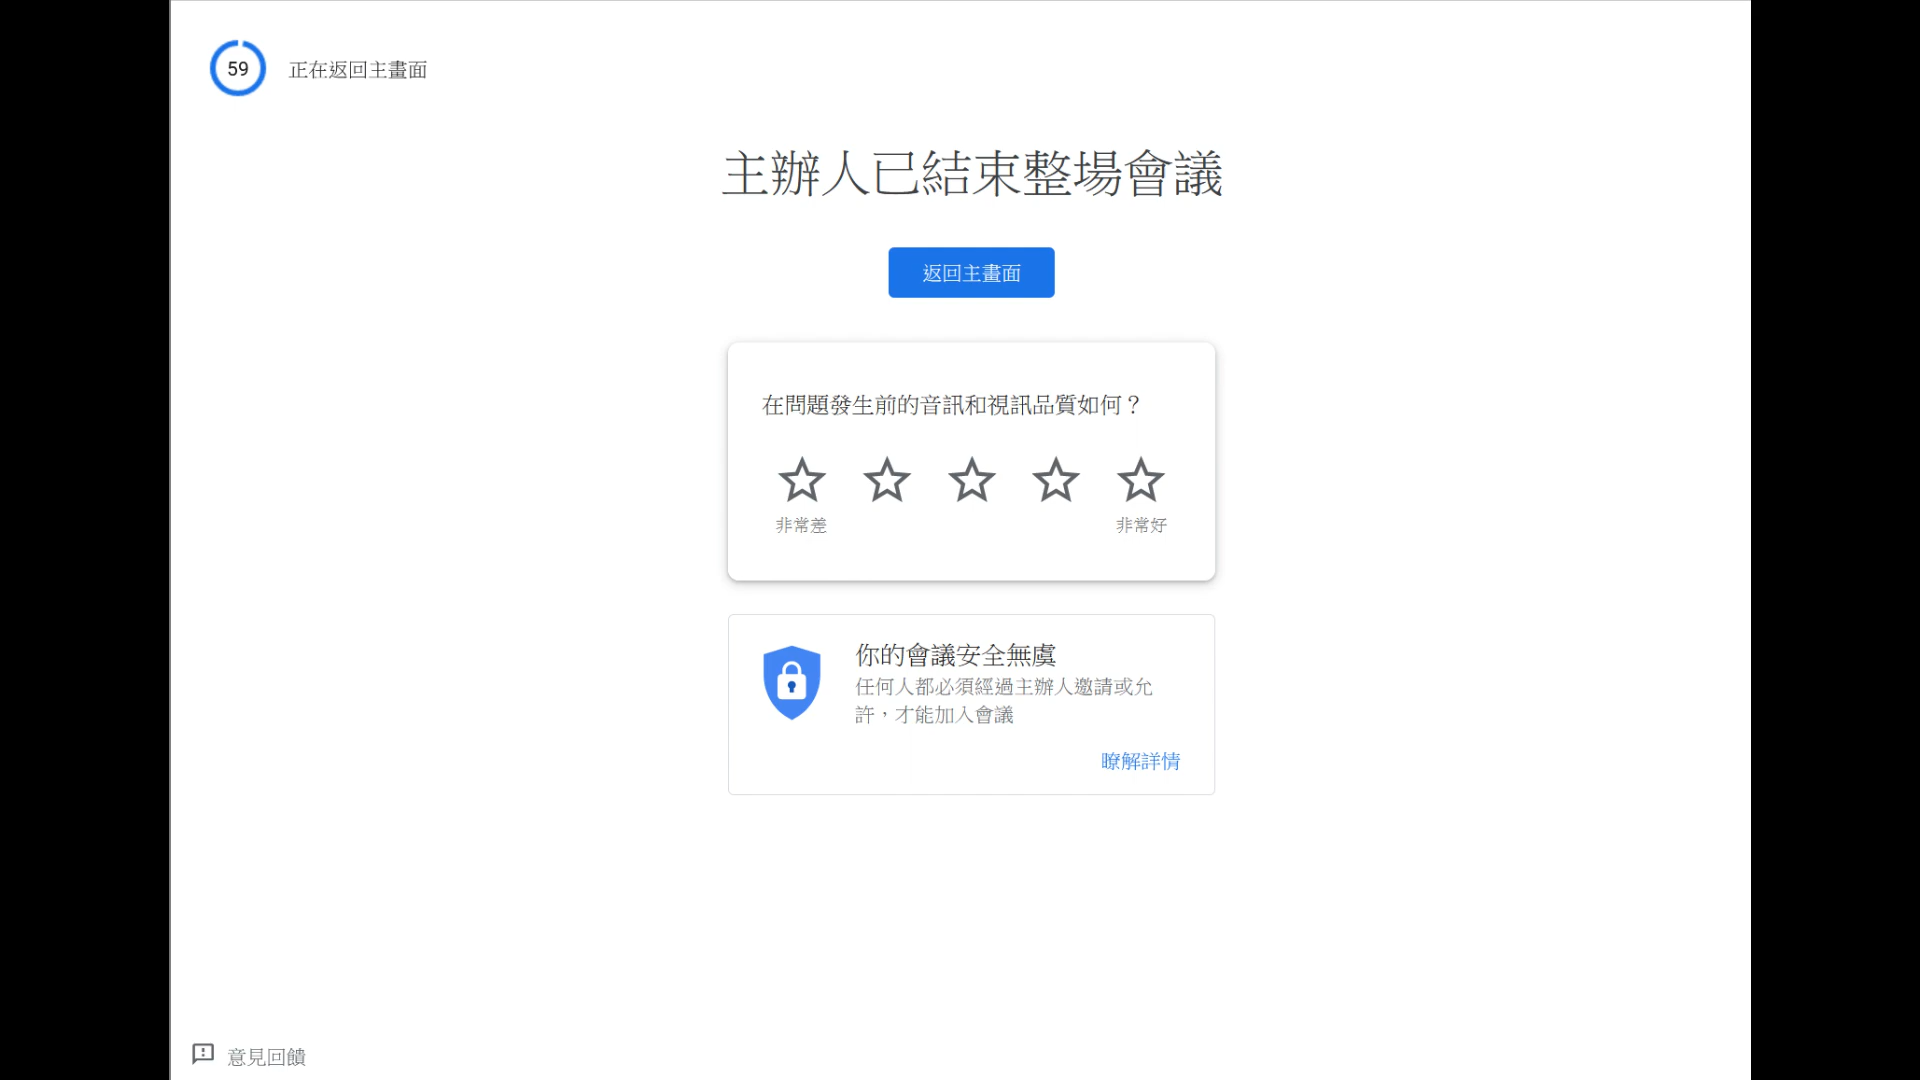 59
正在返回主畫面
主辦人已結束整場會議
返回主畫面
在問題發生前的音訊和視訊品質如何？
非常差
非常好
你的會議安全無虞
任何人都必須經過主辦人邀請或允
許，才能加入會議
瞭解詳情
意見回饋